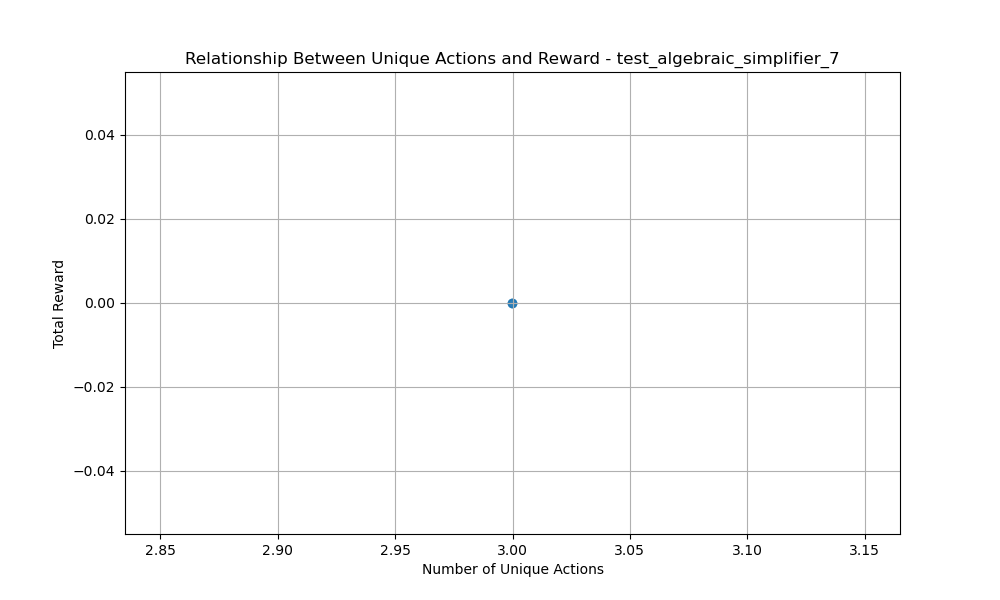 Relationship Between Unique Actions and Reward - test_algebraic_simplifier_7
0.04
0.02
0.00
−0.02
−0.04
Total Reward
2.85 2.90 2.95 3.00 3.05 3.10 3.15
Number of Unique Actions